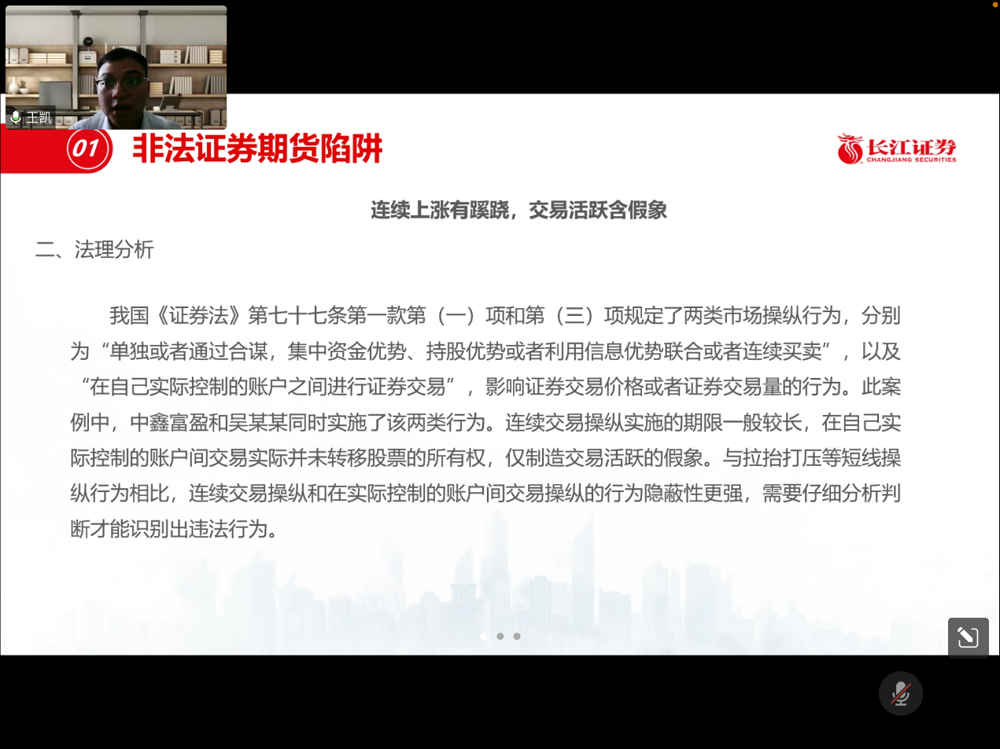 王凯
01
非法证券期货陷阱
长江证券
CHANGJIANG SECURITIES
连续上涨有蹊跷，交易活跃含假象
二、法理分析
我国《证券法》第七十七条第一款第（一）项和第（三）项规定了两类市场操纵行为，分别
为“单独或者通过合谋，集中资金优势、持股优势或者利用信息优势联合或者连续买卖”，以及
“在自己实际控制的账户之间进行证券交易”，影响证券交易价格或者证券交易量的行为。此案
例中，中鑫富盈和吴某某同时实施了该两类行为。连续交易操纵实施的期限一般较长，在自己实
际控制的账户间交易实际并未转移股票的所有权，仅制造交易活跃的假象。与拉抬打压等短线操
纵行为相比，连续交易操纵和在实际控制的账户间交易操纵的行为隐蔽性更强，需要仔细分析判
断才能识别出违法行为。